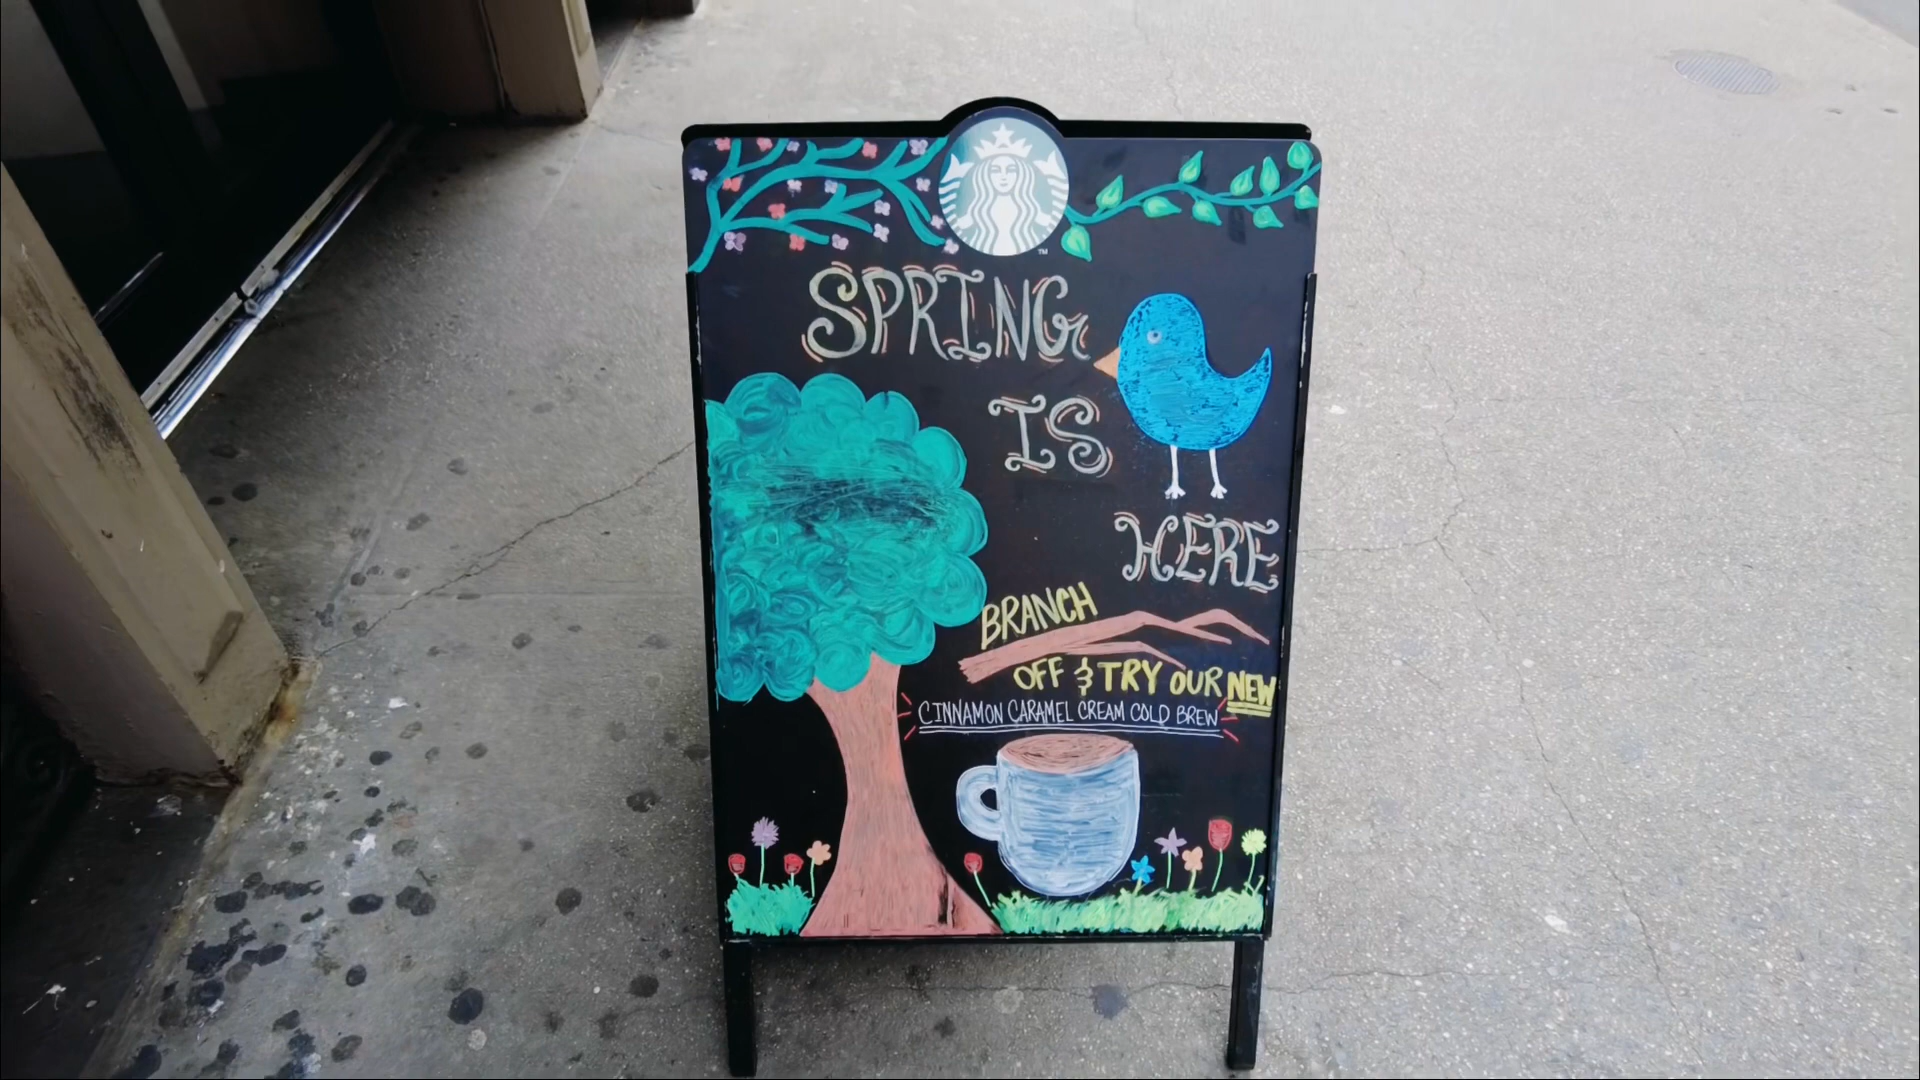 SPRING
IS
HERE
BRANCH
OFF & TRY OUR NEW
CINNAMON CARAMEL CREAM COLD BREW